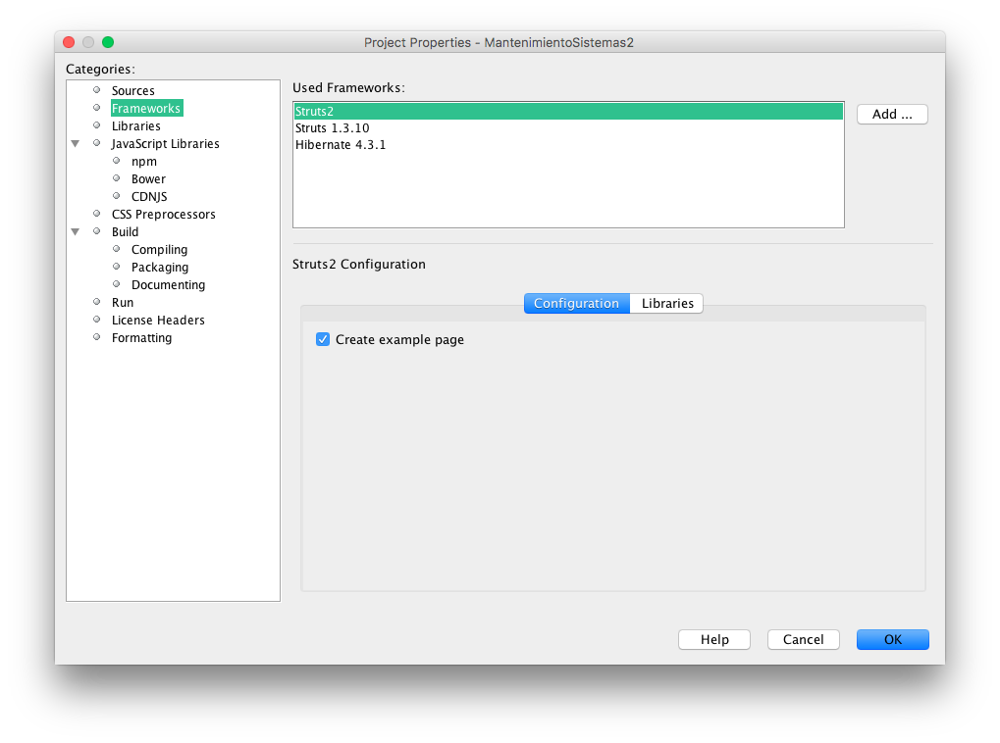 Project Properties - MantenimientoSistemas2
Categories:
Sources
Frameworks
Libraries
JavaScript Libraries
npm
Bower
CDNJS
CSS Preprocessors
Build
Compiling
Packaging
Documenting
Run
License Headers
Formatting
Used Frameworks:
Struts2
Struts 1.3.10
Hibernate 4.3.1
Add ...
Struts2 Configuration
Configuration Libraries
Create example page
Help Cancel OK